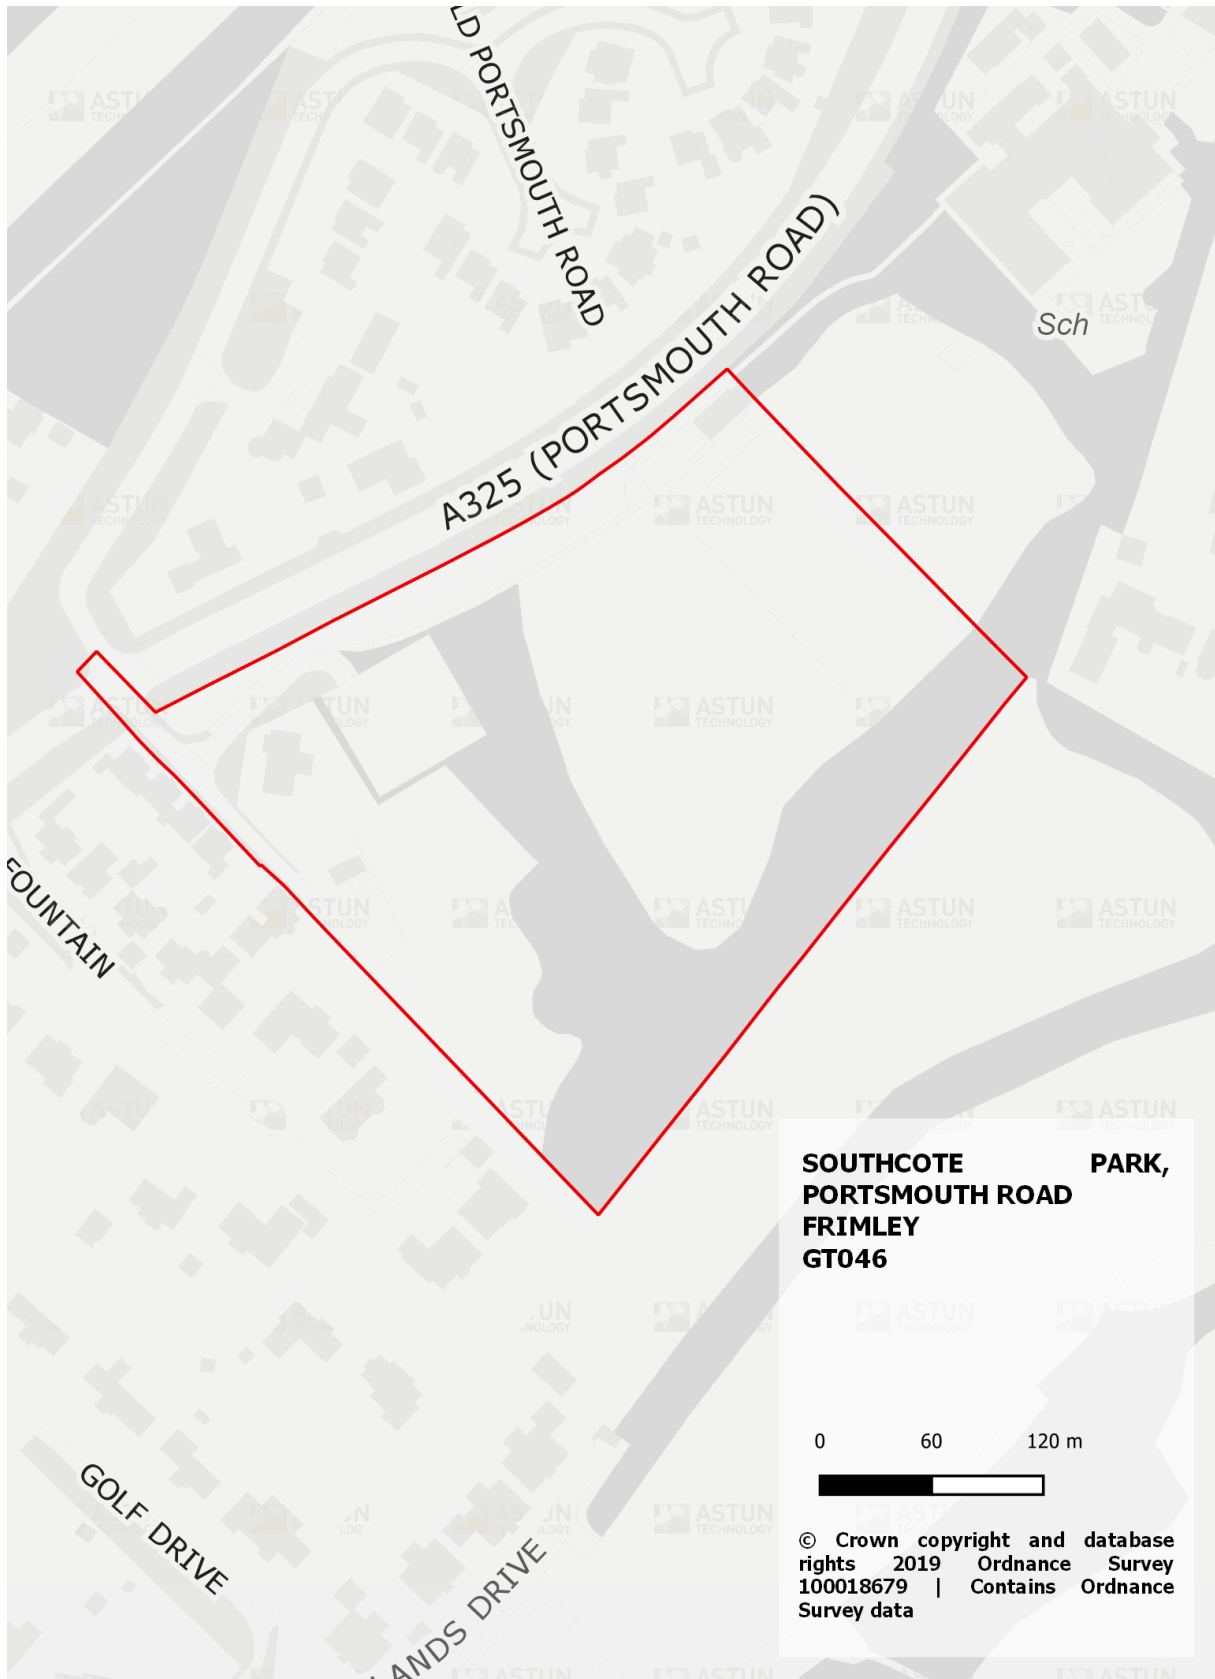 LD PORTSMOUTH ROAD
A325 (PORTSMOUTH ROAD)
Sch
FOUNTAIN
GOLF DRIVE
LANDS DRIVE
SOUTHCOTE PARK,
PORTSMOUTH ROAD
FRIMLEY
GT046
0 60 120 m
© Crown copyright and database
rights 2019 Ordnance Survey
100018679 | Contains Ordnance
Survey data
ASTUN
TECHNOLOGY